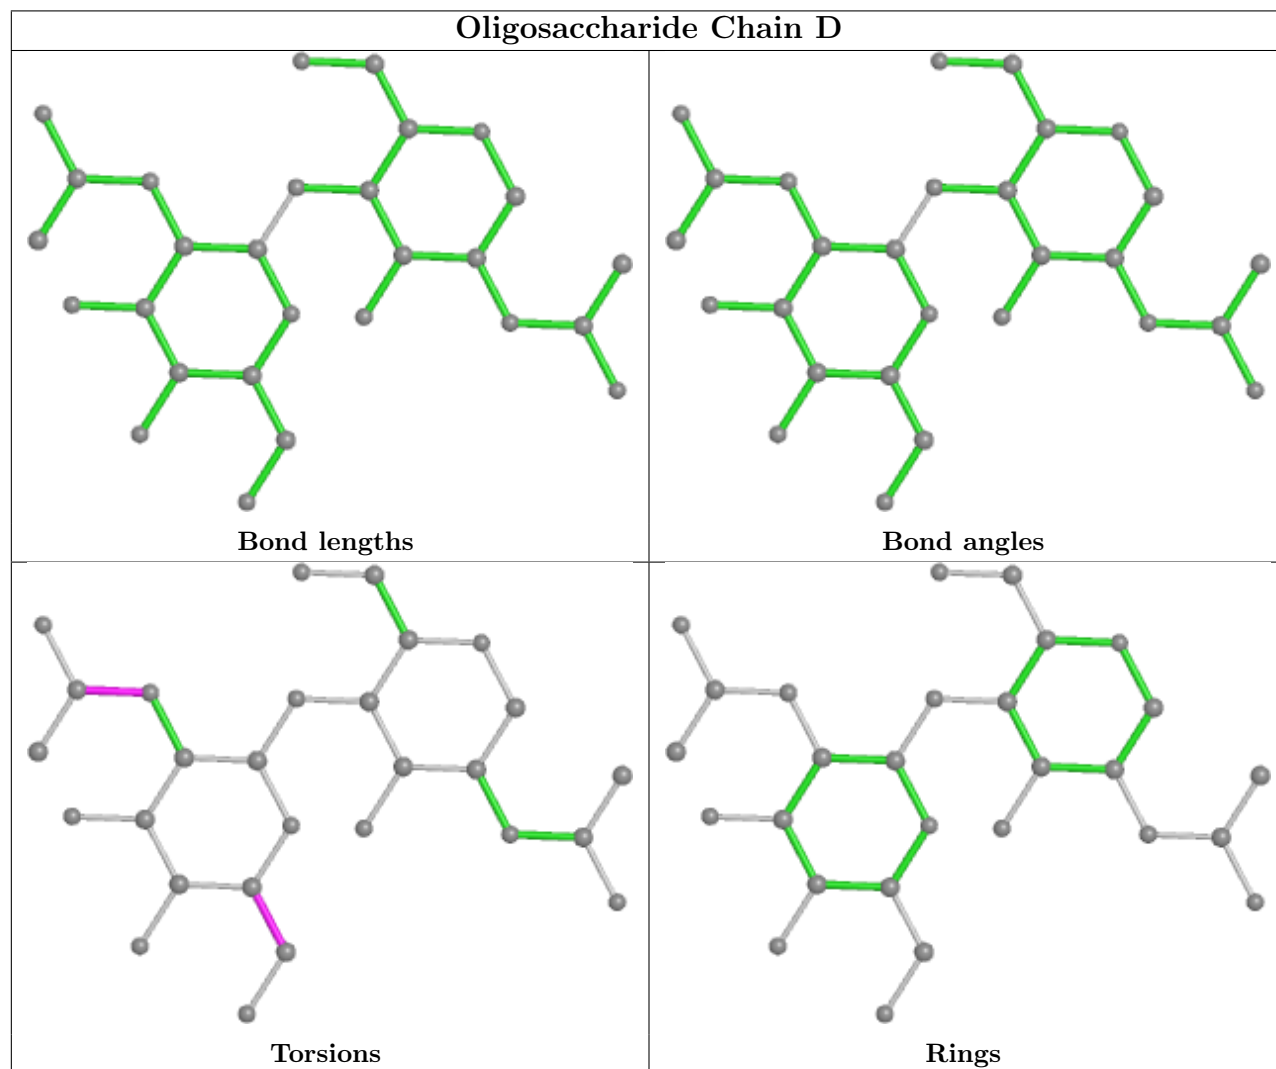 Oligosaccharide Chain D
Bond lengths
Bond angles
Torsions
Rings